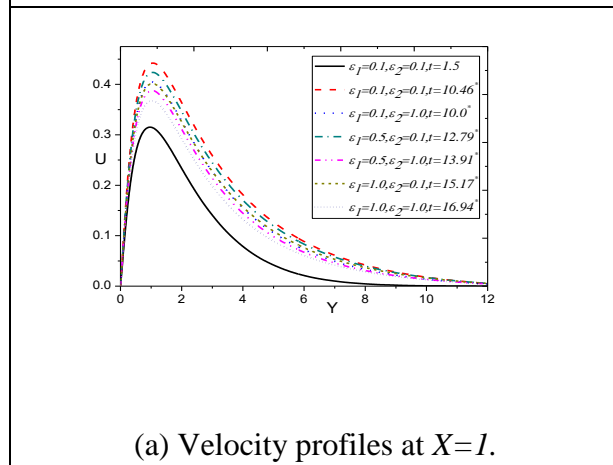 ε1=0.1,ε2=0.1,t=1.5
ε1=0.1,ε2=0.1,t=10.46*
ε1=0.1,ε2=1.0,t=10.0*
ε1=0.5,ε2=0.1,t=12.79*
ε1=0.5,ε2=1.0,t=13.91*
ε1=1.0,ε2=0.1,t=15.17*
ε1=1.0,ε2=1.0,t=16.94*
0.4
0.3
U
0.2
0.1
0.0
0 2 4 6 8 10 12
Y
(a) Velocity profiles at X=1.